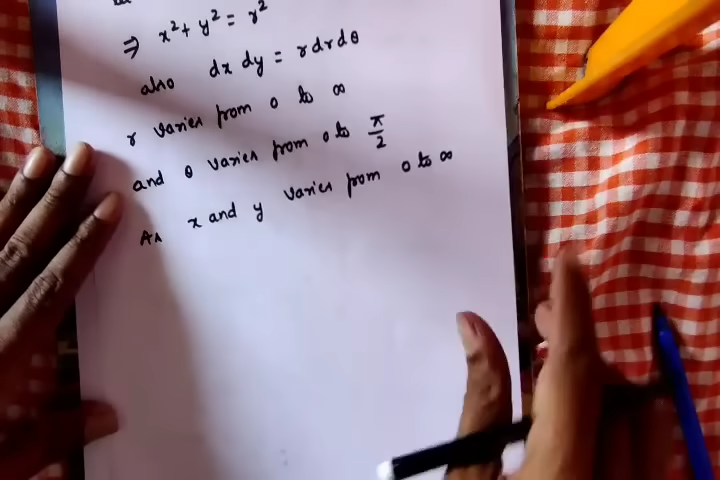 ⇒ x² + y² = r²
also dx dy = r dr dθ
r varies from 0 to ∞
and θ varies from 0 to π/2
As x and y varies from 0 to ∞